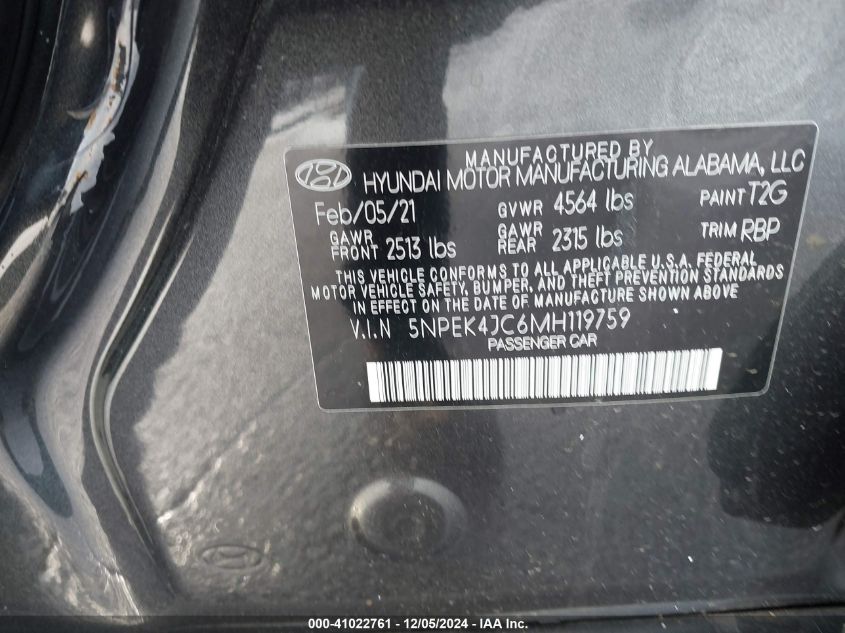 MANUFACTURED BY
HYUNDAI MOTOR MANUFACTURING ALABAMA, LLC
Feb/05/21 GVWR 4564 lbs PAINT T2G
GAWR FRONT 2513 lbs GAWR REAR 2315 lbs TRIM RBP
THIS VEHICLE CONFORMS TO ALL APPLICABLE U.S.A. FEDERAL
MOTOR VEHICLE SAFETY, BUMPER, AND THEFT PREVENTION STANDARDS
IN EFFECT ON THE DATE OF MANUFACTURE SHOWN ABOVE
V.I.N 5NPEK4JC6MH119759
PASSENGER CAR
000-41022761 - 12/05/2024 - IAA Inc.